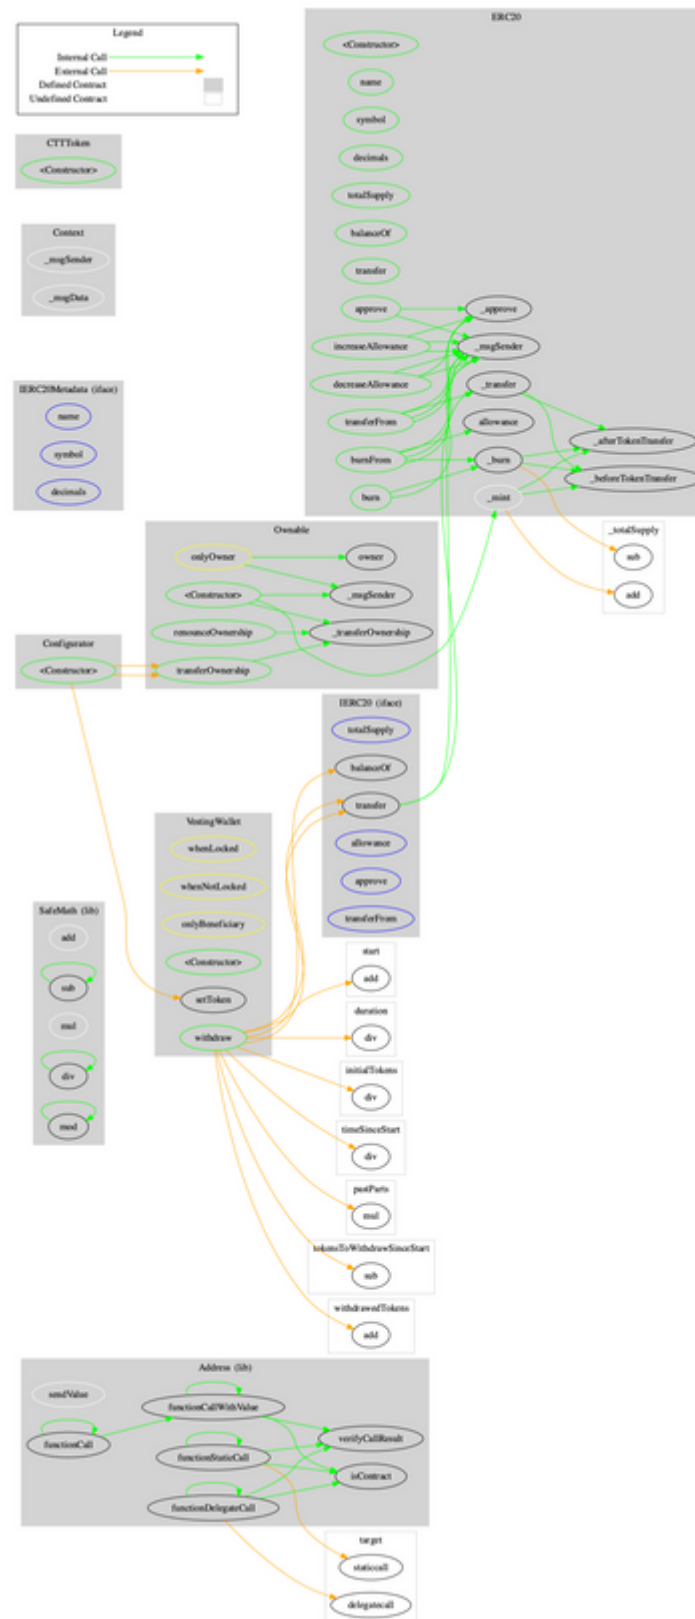 Legend
Internal Call
External Call
Defined Contract
Undefined Contract
CTTToken
<Constructor>
Context
_msgSender
_msgData
IERC20Metadata (iface)
name
symbol
decimals
ERC20
<Constructor>
name
symbol
decimals
totalSupply
balanceOf
transfer
approve
_approve
increaseAllowance
_msgSender
decreaseAllowance
_transfer
transferFrom
allowance
_afterTokenTransfer
burnFrom
_burn
_beforeTokenTransfer
burn
_mint
_totalSupply
sub
add
Ownable
onlyOwner
owner
<Constructor>
_msgSender
renounceOwnership
_transferOwnership
transferOwnership
Configurator
<Constructor>
IERC20 (iface)
totalSupply
balanceOf
transfer
allowance
approve
transferFrom
VestingWallet
whenLocked
whenNotLocked
onlyBeneficiary
<Constructor>
setToken
withdraw
SafeMath (lib)
add
sub
mul
div
mod
start
add
duration
div
initialTokens
div
timeSinceStart
div
pastParts
mul
tokensToWithdrawSinceStart
sub
withdrawedTokens
add
Address (lib)
sendValue
functionCallWithValue
functionCall
verifyCallResult
functionStaticCall
isContract
functionDelegateCall
target
staticcall
delegatecall